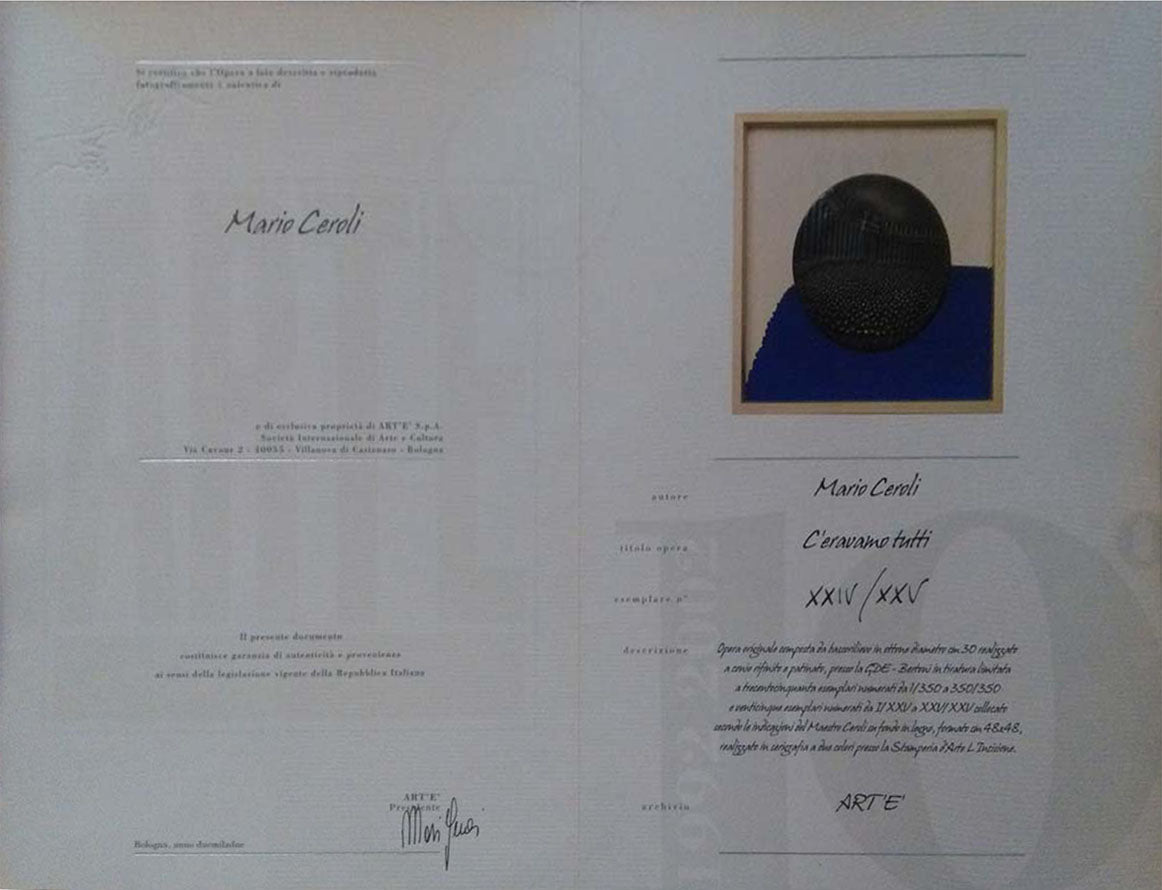 Si certifica che l'Opera a lato descritta e riprodotta
fotograficamente è autentica di
Mario Ceroli
e di esclusiva proprietà di ART'E' S.p.A.
Società Internazionale di Arte e Cultura
Via Cavour 2 - 40055 - Villanova di Castenaso - Bologna
Il presente documento
costituisce garanzia di autenticità e provenienza
ai sensi della legislazione vigente della Repubblica Italiana
ART'E'
Presidente
Bologna, anno duemiladue
autore
Mario Ceroli
titolo opera
C'eravamo tutti
esemplare n°
XXIV/XXV
descrizione
Opera originale composta da bassorilievo in ottone diametro cm.30 realizzato
a conio rifinito e patinato, presso la GDE - Bertoni in tiratura limitata
a trecentocinquanta esemplari numerati da 1/350 a 350/350
e venticinque esemplari numerati da I/XXV a XXV/XXV collocato
secondo le indicazioni del Maestro Ceroli su fondo in legno, formato cm 48x48,
realizzato in serigrafia a due colori presso la Stamperia d'Arte L'Incisione.
archivio
ART'E'
1992 2002
10